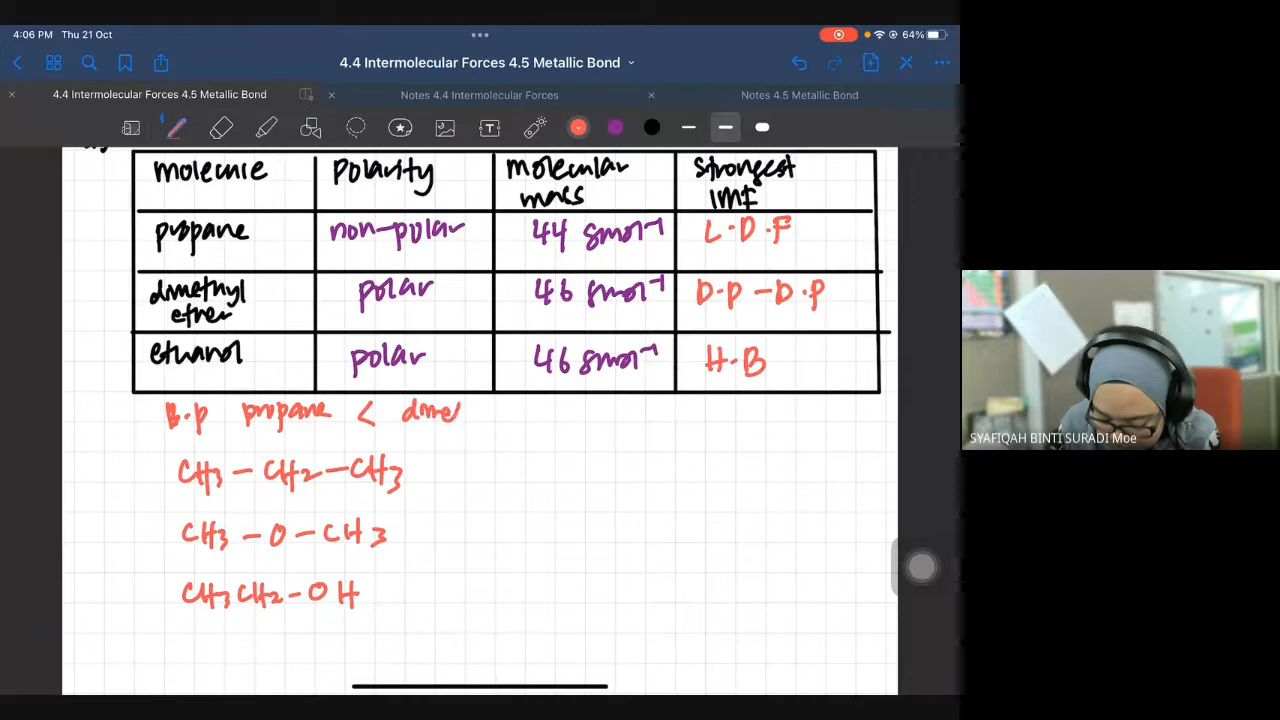 4:06 PM Thu 21 Oct
64%
4.4 Intermolecular Forces 4.5 Metallic Bond
4.4 Intermolecular Forces 4.5 Metallic Bond
Notes 4.4 Intermolecular Forces
Notes 4.5 Metallic Bond
molecule polarity molecular mass strongest IMF
propane non-polar 44 gmol⁻¹ L.D.F
dimethyl ether polar 46 gmol⁻¹ D.P-D.P
ethanol polar 46 gmol⁻¹ H.B
B.p propane < dime
CH3-CH2-CH3
CH3-O-CH3
CH3CH2-OH
SYAFIQAH BINTI SURADI Moe